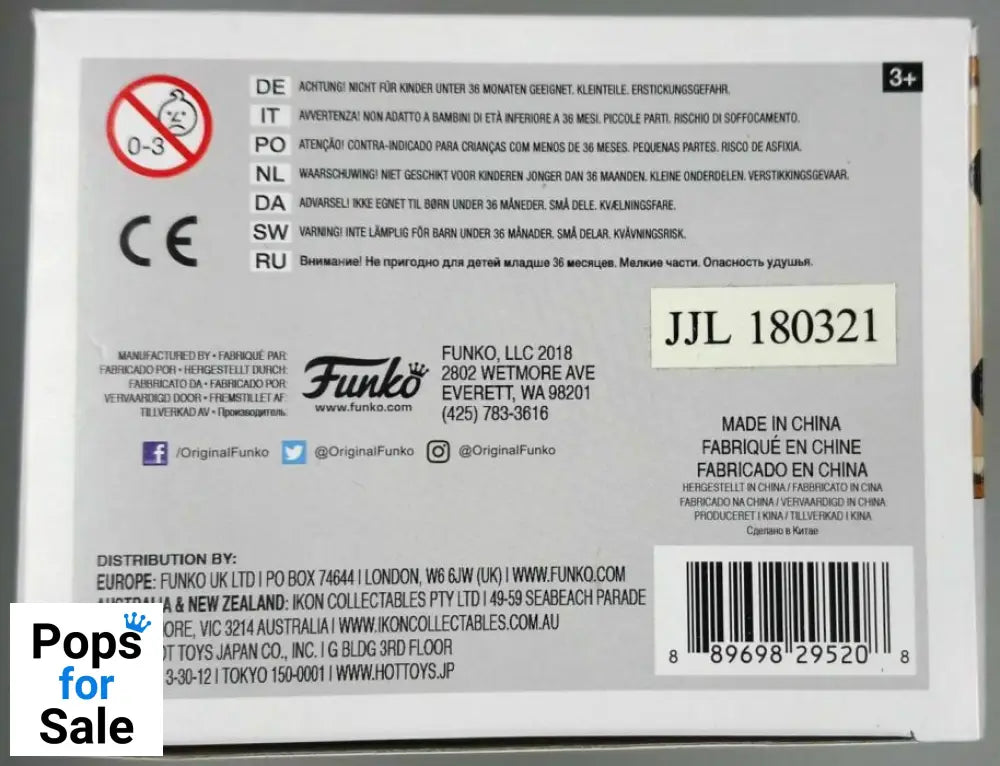 3+
0-3
DE ACHTUNG! NICHT FÜR KINDER UNTER 36 MONATEN GEEIGNET. KLEINTEILE. ERSTICKUNGSGEFAHR.
IT AVVERTENZA! NON ADATTO A BAMBINI DI ETÀ INFERIORE A 36 MESI. PICCOLE PARTI. RISCHIO DI SOFFOCAMENTO.
PO ATENÇÃO! CONTRA-INDICADO PARA CRIANÇAS COM MENOS DE 36 MESES. PEQUENAS PARTES. RISCO DE ASFIXIA.
NL WAARSCHUWING! NIET GESCHIKT VOOR KINDEREN JONGER DAN 36 MAANDEN. KLEINE ONDERDELEN. VERSTIKKINGSGEVAAR.
DA ADVARSEL! IKKE EGNET TIL BØRN UNDER 36 MÅNEDER. SMÅ DELE. KVÆLNINGSFARE.
SW VARNING! INTE LÄMPLIG FÖR BARN UNDER 36 MÅNADER. SMÅ DELAR. KVÄVNINGSRISK.
RU Внимание! Не пригодно для детей младше 36 месяцев. Мелкие части. Опасность удушья.
CE
JJL 180321
MANUFACTURED BY • FABRIQUÉ PAR
FABRICADO POR • HERGESTELLT DURCH:
FABBRICATO DA • FABRICADO POR
VERVAARDIGD DOOR • FREMSTILLET AF:
TILLVERKAD AV • Производитель:
Funko
www.funko.com
FUNKO, LLC 2018
2802 WETMORE AVE
EVERETT, WA 98201
(425) 783-3616
f /OriginalFunko @OriginalFunko @OriginalFunko
MADE IN CHINA
FABRIQUÉ EN CHINE
FABRICADO EN CHINA
HERGESTELLT IN CHINA / FABBRICATO IN CINA
FABRICADO NA CHINA / VERVAARDIGD IN CHINA
PRODUCERET I KINA / TILLVERKAD I KINA
Сделано в Китае
DISTRIBUTION BY:
EUROPE: FUNKO UK LTD | PO BOX 74644 | LONDON, W6 6JW (UK) | WWW.FUNKO.COM
AUSTRALIA & NEW ZEALAND: IKON COLLECTABLES PTY LTD | 49-59 SEABEACH PARADE
ORE, VIC 3214 AUSTRALIA | WWW.IKONCOLLECTABLES.COM.AU
OT TOYS JAPAN CO., INC. | G BLDG 3RD FLOOR
3-30-12 | TOKYO 150-0001 | WWW.HOTTOYS.JP
8 89698 29520 8
Pops
for
Sale